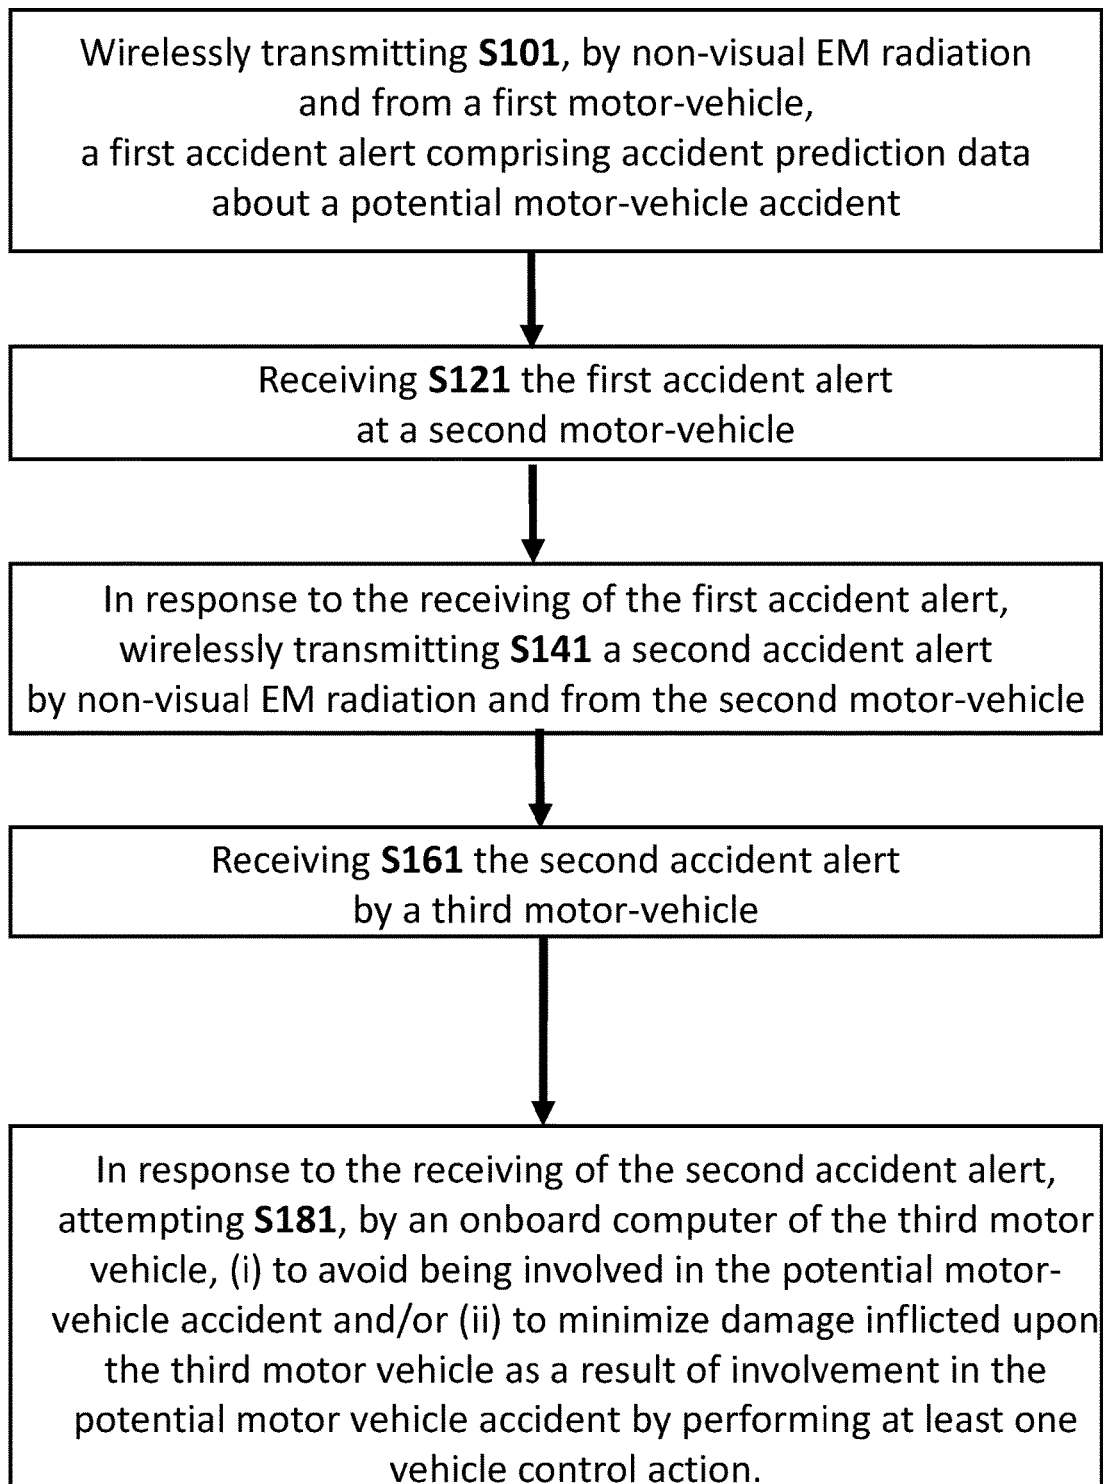 Wirelessly transmitting S101, by non-visual EM radiation
and from a first motor-vehicle,
a first accident alert comprising accident prediction data
about a potential motor-vehicle accident
Receiving S121 the first accident alert
at a second motor-vehicle
In response to the receiving of the first accident alert,
wirelessly transmitting S141 a second accident alert
by non-visual EM radiation and from the second motor-vehicle
Receiving S161 the second accident alert
by a third motor-vehicle
In response to the receiving of the second accident alert,
attempting S181, by an onboard computer of the third motor
vehicle, (i) to avoid being involved in the potential motor-
vehicle accident and/or (ii) to minimize damage inflicted upon
the third motor vehicle as a result of involvement in the
potential motor vehicle accident by performing at least one
vehicle control action.